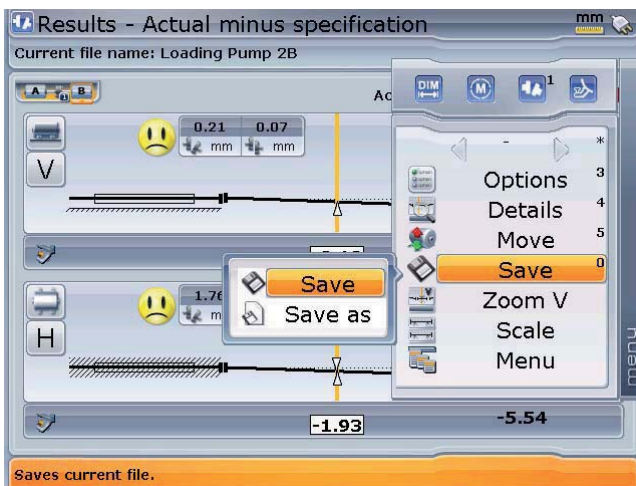 Results - Actual minus specification
mm
Current file name: Loading Pump 2B
A B
DIM
M
1
0.21 0.07
mm mm
V
- *
Options 3
Details 4
Move 5
Save 0
Zoom V
Scale
Menu
Save
Save as
1.76
H
-1.93
-5.54
menu
Saves current file.